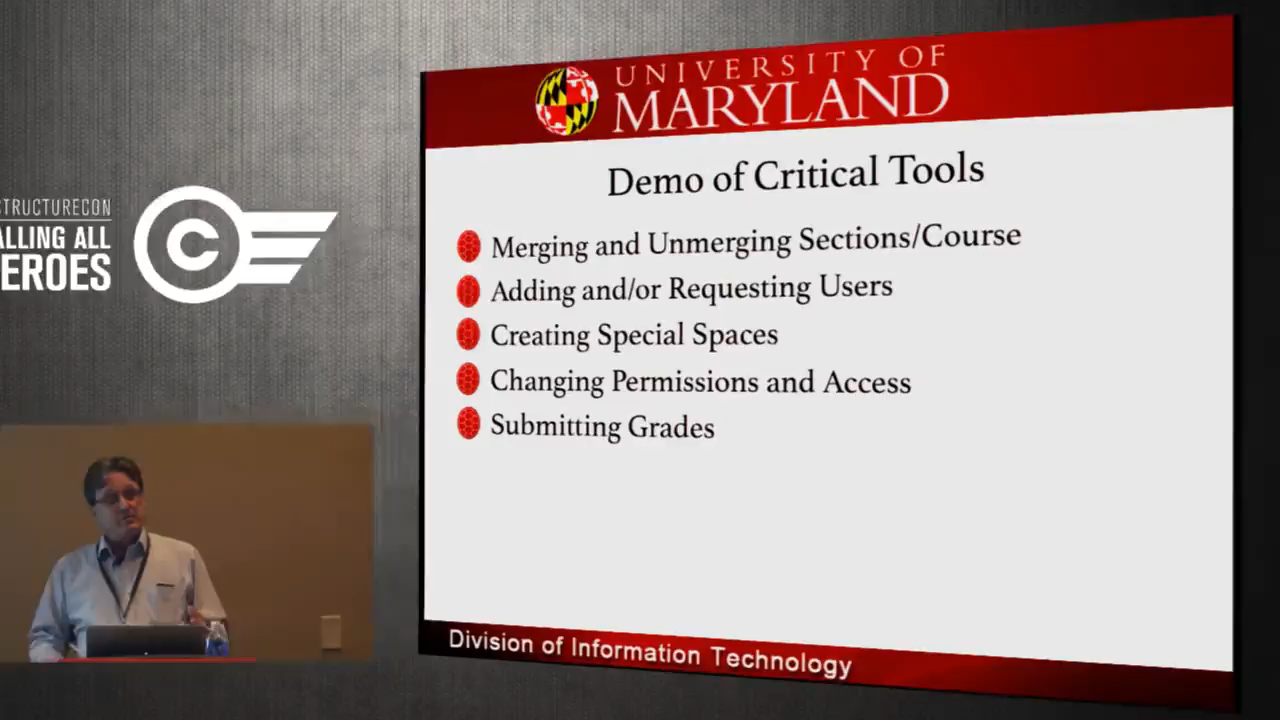 STRUCTURECON
ALLING ALL
EROES
C
UNIVERSITY OF
MARYLAND
Demo of Critical Tools
Merging and Unmerging Sections/Course
Adding and/or Requesting Users
Creating Special Spaces
Changing Permissions and Access
Submitting Grades
Division of Information Technology